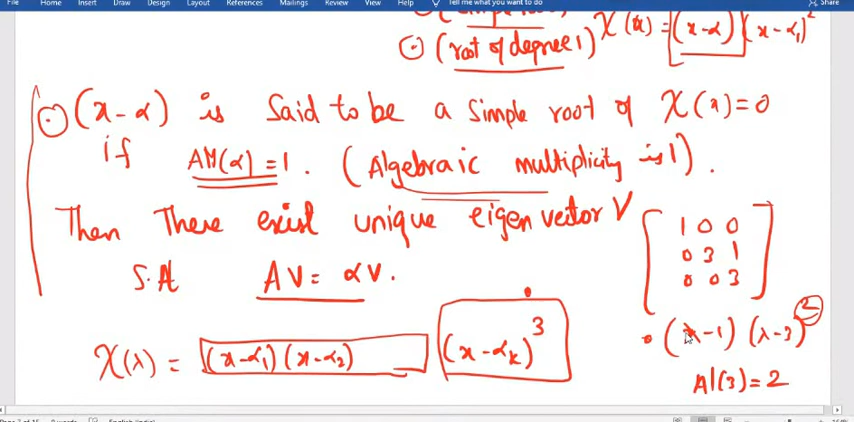 File Home Insert Draw Design Layout References Mailings Review View Help Tell me what you want to do Share
⊙ (root of degree 1) X(x) = (x-α)(x-α₁)²
⊙ (x-α) is said to be a simple root of X(x)=0
if AM(α)=1. (Algebraic multiplicity is 1).
Then There exist unique eigen vector V
S.t AV = αV.
[1 0 0
0 3 1
0 0 3]
• (λ-1) (λ-3)²
A1(3)=2
X(λ) = (x-α₁)(x-α₂) (x-αₖ)³